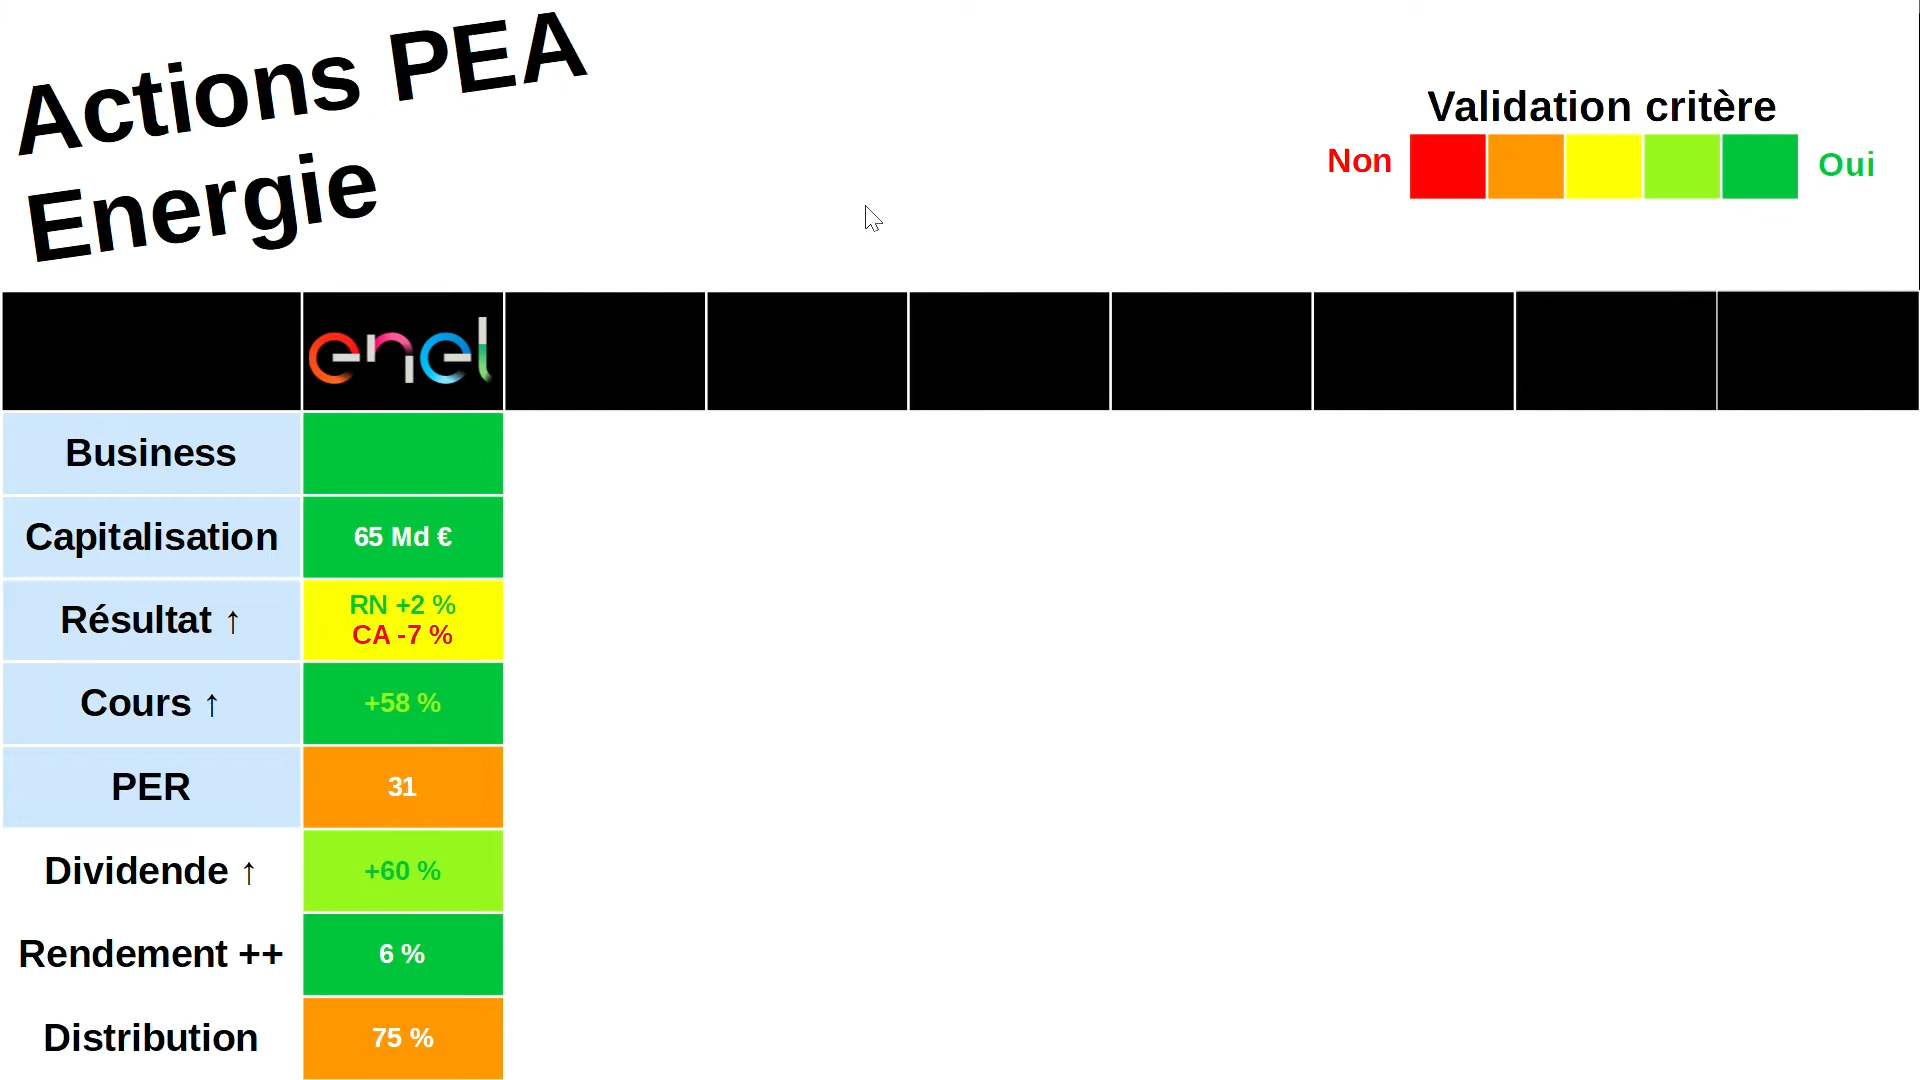 Actions PEA
Energie
Validation critère
Non
Oui
enel
Business
Capitalisation
65 Md €
Résultat ↑
RN +2 %
CA -7 %
Cours ↑
+58 %
PER
31
Dividende ↑
+60 %
Rendement ++
6 %
Distribution
75 %